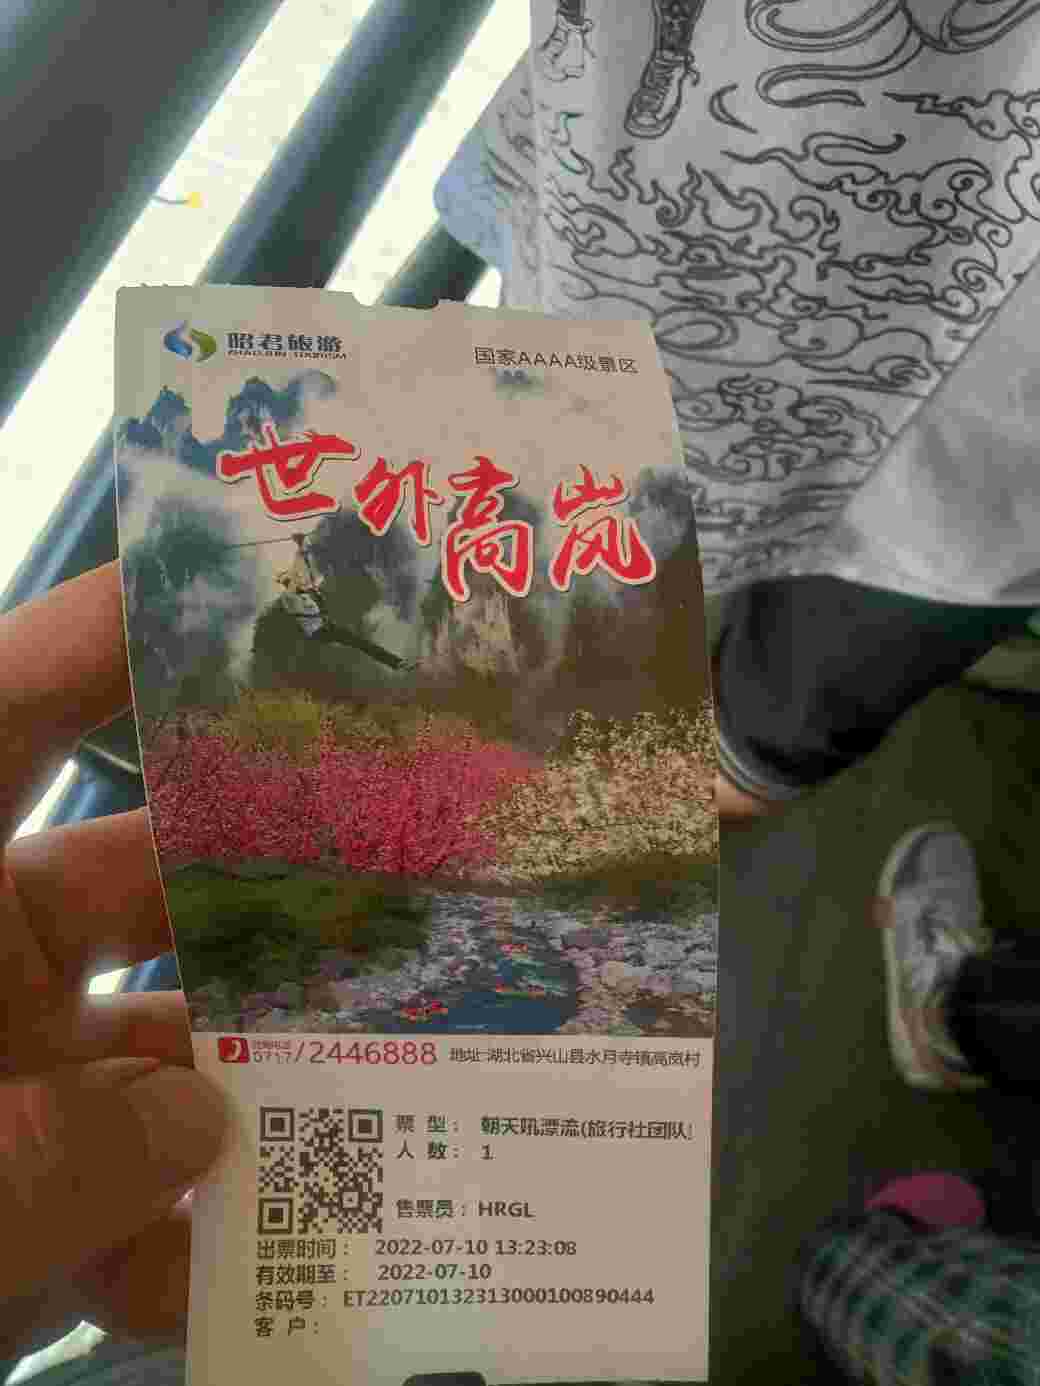 昭君旅游
ZHAOJUN TOURISM
国家AAAA级景区
世外高岚
0717/2446888 地址:湖北省兴山县水月寺镇高岚村
票 型： 朝天吼漂流(旅行社团队
人 数： 1
售票员： HRGL
出票时间： 2022-07-10 13:23:08
有效期至： 2022-07-10
条码号： ET220710132313000100890444
客 户：